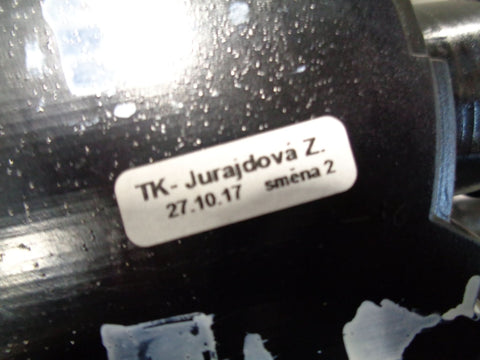 TK- Jurajdová Z.
27.10.17 směna 2